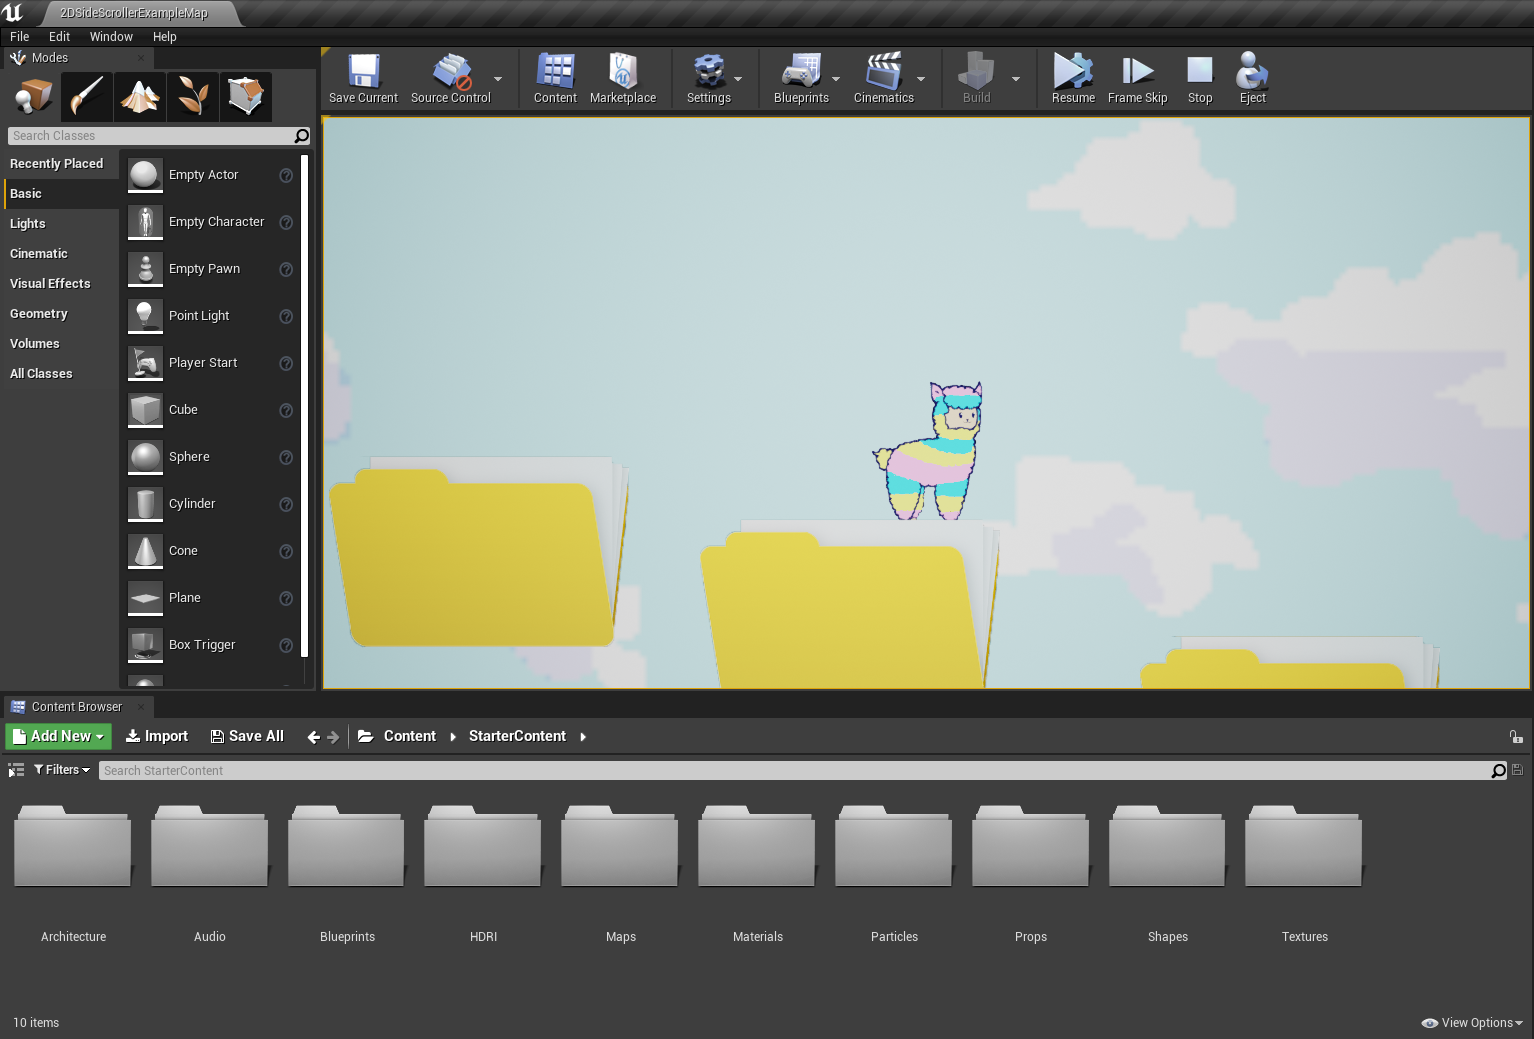 2DSideScrollerExampleMap
File Edit Window Help
Modes
Save Current Source Control Content Marketplace Settings Blueprints Cinematics Build Resume Frame Skip Stop Eject
Search Classes
Recently Placed
Basic
Lights
Cinematic
Visual Effects
Geometry
Volumes
All Classes
Empty Actor
Empty Character
Empty Pawn
Point Light
Player Start
Cube
Sphere
Cylinder
Cone
Plane
Box Trigger
Content Browser
Add New Import Save All Content StarterContent
Filters Search StarterContent
Architecture Audio Blueprints HDRI Maps Materials Particles Props Shapes Textures
10 items View Options